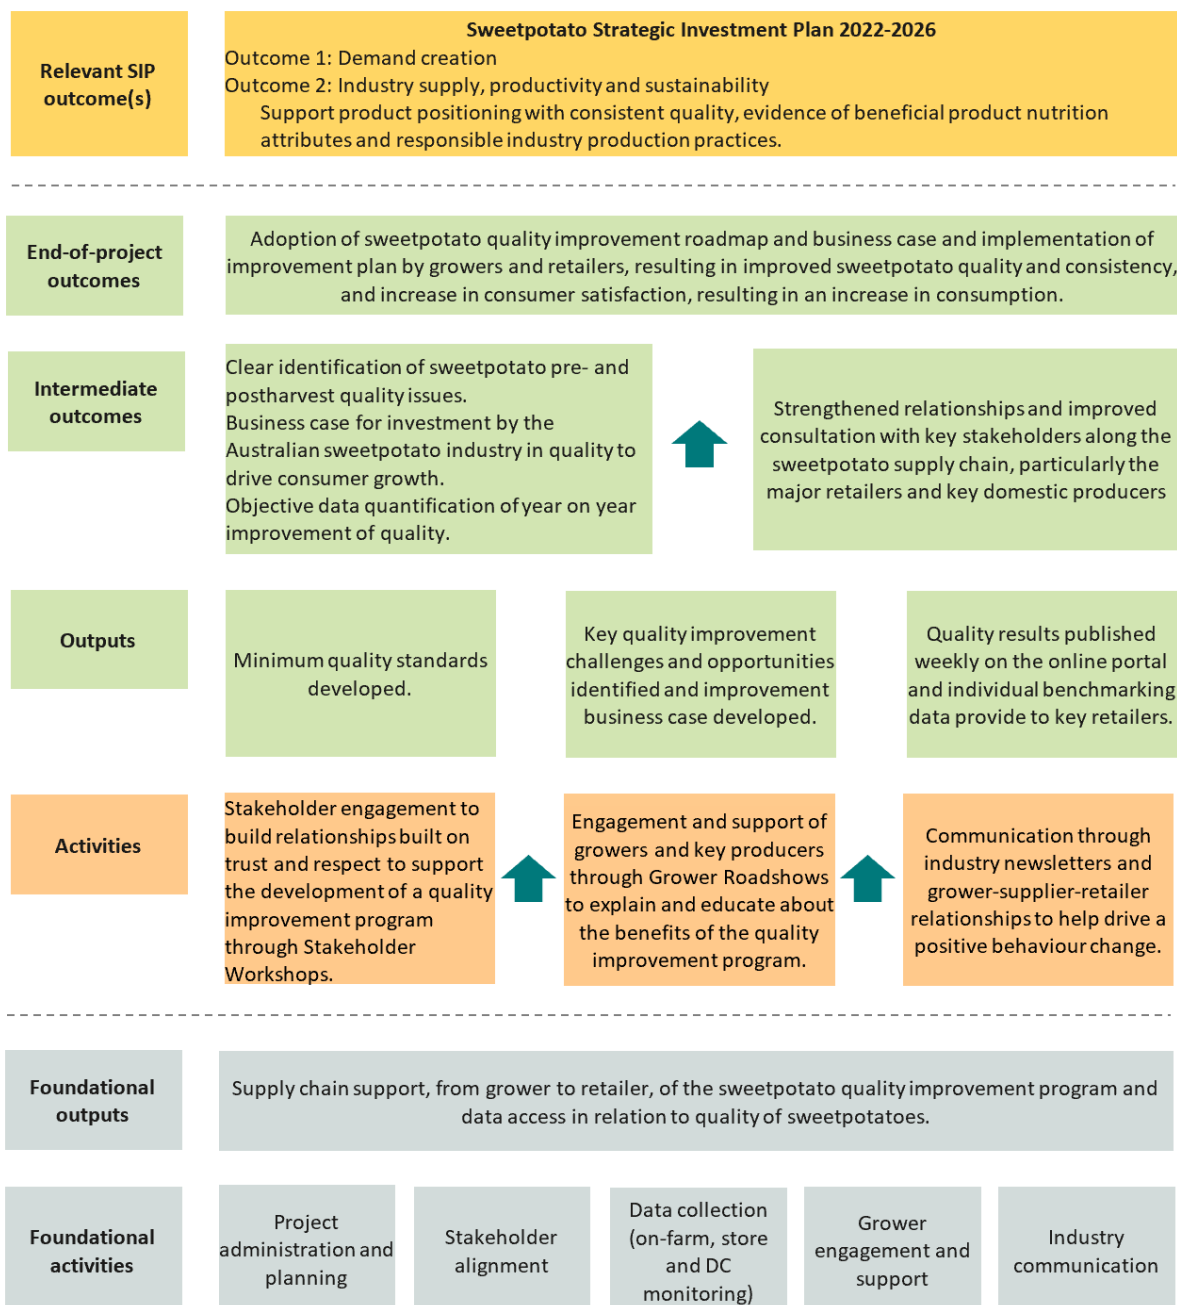 Relevant SIP
outcome(s)
Sweetpotato Strategic Investment Plan 2022-2026
Outcome 1: Demand creation
Outcome 2: Industry supply, productivity and sustainability
Support product positioning with consistent quality, evidence of beneficial product nutrition
attributes and responsible industry production practices.
End-of-project
outcomes
Adoption of sweetpotato quality improvement roadmap and business case and implementation of
improvement plan by growers and retailers, resulting in improved sweetpotato quality and consistency,
and increase in consumer satisfaction, resulting in an increase in consumption.
Intermediate
outcomes
Clear identification of sweetpotato pre- and
postharvest quality issues.
Business case for investment by the
Australian sweetpotato industry in quality to
drive consumer growth.
Objective data quantification of year on year
improvement of quality.
Strengthened relationships and improved
consultation with key stakeholders along the
sweetpotato supply chain, particularly the
major retailers and key domestic producers
Outputs
Minimum quality standards
developed.
Key quality improvement
challenges and opportunities
identified and improvement
business case developed.
Quality results published
weekly on the online portal
and individual benchmarking
data provide to key retailers.
Activities
Stakeholder engagement to
build relationships built on
trust and respect to support
the development of a quality
improvement program
through Stakeholder
Workshops.
Engagement and support of
growers and key producers
through Grower Roadshows
to explain and educate about
the benefits of the quality
improvement program.
Communication through
industry newsletters and
grower-supplier-retailer
relationships to help drive a
positive behaviour change.
Foundational
outputs
Supply chain support, from grower to retailer, of the sweetpotato quality improvement program and
data access in relation to quality of sweetpotatoes.
Foundational
activities
Project
administration and
planning
Stakeholder
alignment
Data collection
(on-farm, store
and DC
monitoring)
Grower
engagement and
support
Industry
communication